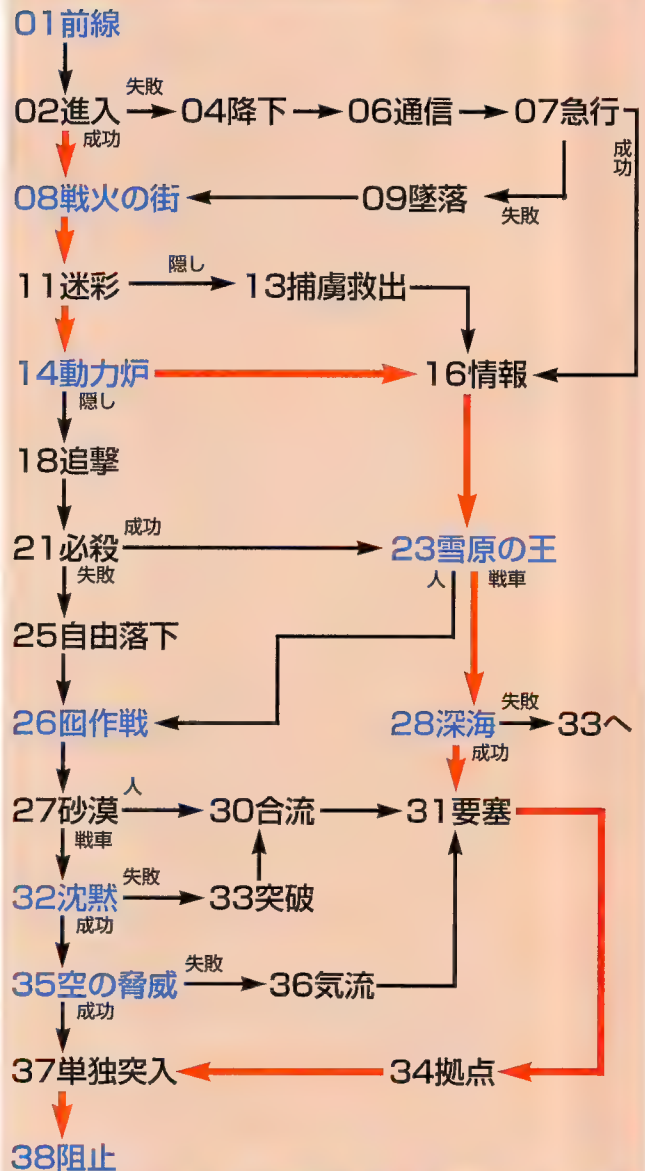 01前線
失敗
02進入 04降下 06通信 07急行
成功
成功
08戦火の街 09墜落
失敗
隠し
11迷彩 13捕虜救出
14動力炉 16情報
隠し
18追撃
成功
21必殺 23雪原の王
失敗 人 戦車
25自由落下
失敗
26囮作戦 28深海 33へ
成功
人
27砂漠 30合流 31要塞
戦車
失敗
32沈黙 33突破
成功
失敗
35空の脅威 36気流
成功
37単独突入 34拠点
38阻止